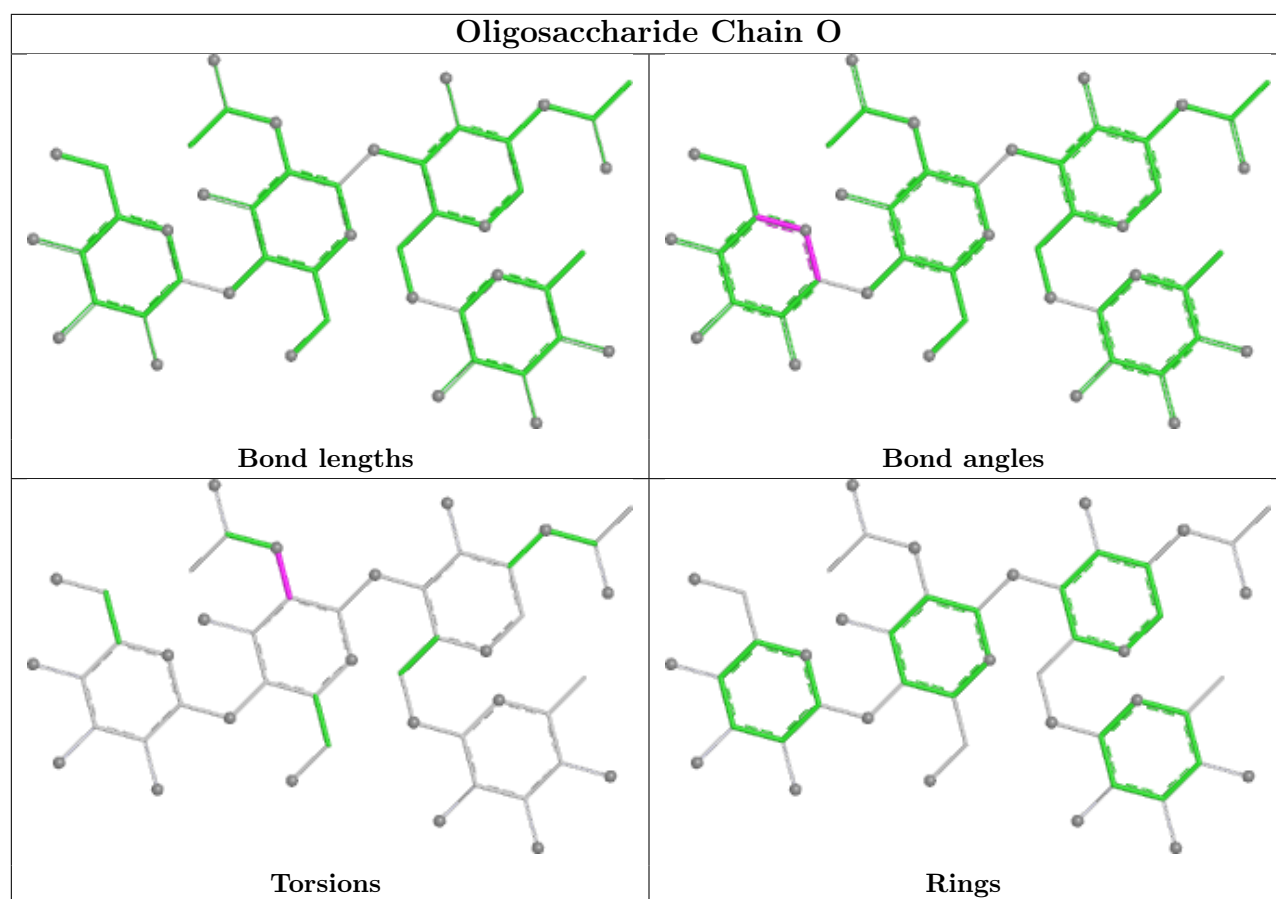 Oligosaccharide Chain O
Bond lengths
Bond angles
Torsions
Rings